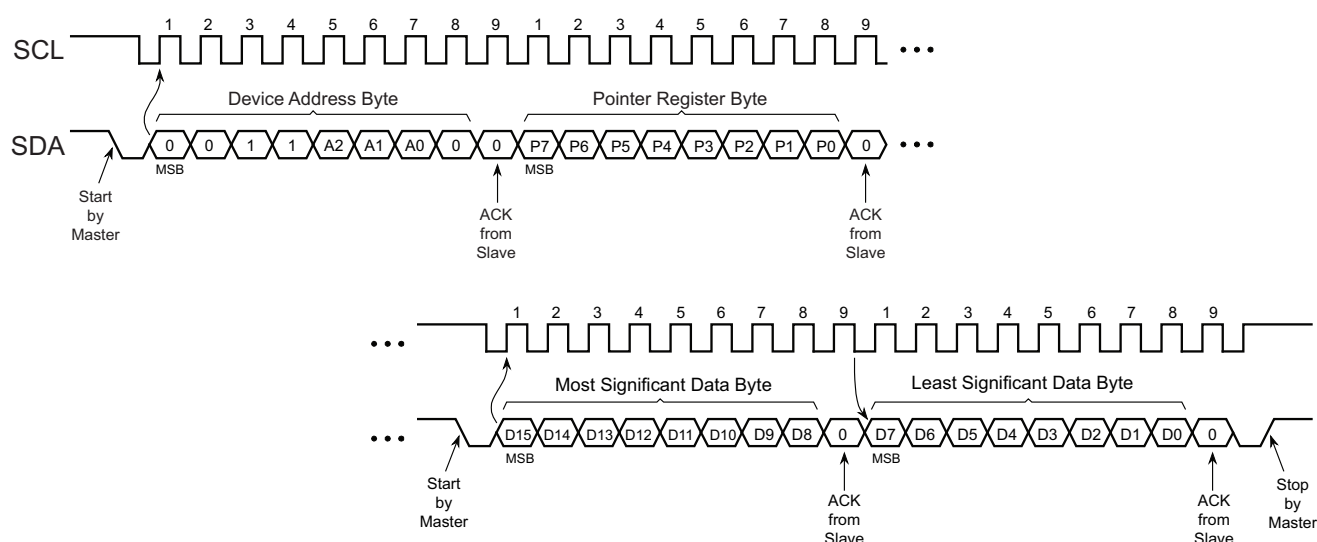 1 2 3 4 5 6 7 8 9 1 2 3 4 5 6 7 8 9
SCL
Device Address Byte Pointer Register Byte
SDA 0 0 1 1 A2 A1 A0 0 0 P7 P6 P5 P4 P3 P2 P1 P0 0
MSB MSB
Start
by
Master
ACK
from
Slave
ACK
from
Slave
1 2 3 4 5 6 7 8 9 1 2 3 4 5 6 7 8 9
Most Significant Data Byte Least Significant Data Byte
D15 D14 D13 D12 D11 D10 D9 D8 0 D7 D6 D5 D4 D3 D2 D1 D0 0
MSB MSB
Start
by
Master
ACK
from
Slave
ACK
from
Slave
Stop
by
Master